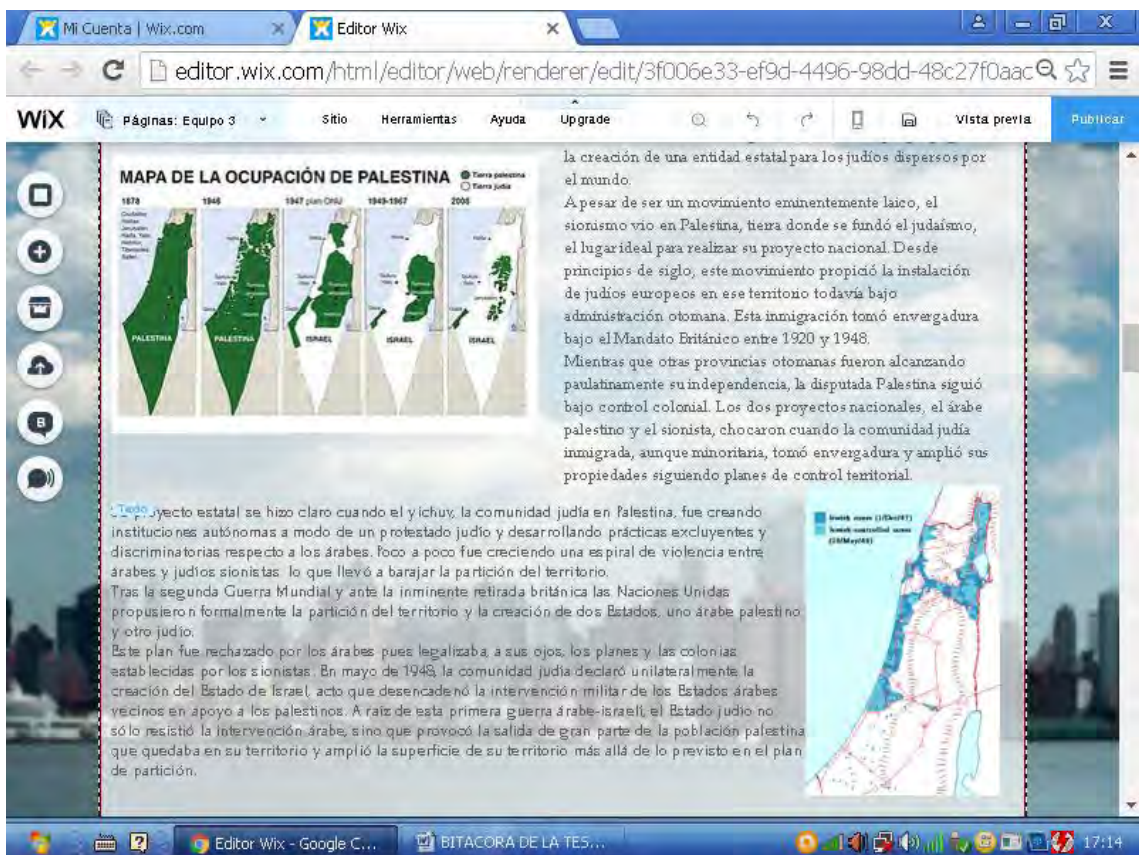 Mi Cuenta | Wix.com
Editor Wix
editor.wix.com/html/editor/web/renderer/edit/3f006e33-ef9d-4496-98dd-48c27f0aac
WiX
Páginas: Equipo 3
Sitio
Herramientas
Ayuda
Upgrade
Vista previa
Publicar
MAPA DE LA OCUPACIÓN DE PALESTINA
Tierra palestina
Tierra judía
1878
1946
1947 plan ONU
1949-1967
2008
PALESTINA
PALESTINA
ISRAEL
ISRAEL
ISRAEL
la creación de una entidad estatal para los judíos dispersos por
el mundo.
A pesar de ser un movimiento eminentemente laico, el
sionismo vio en Palestina, tierra donde se fundó el judaísmo,
el lugar ideal para realizar su proyecto nacional. Desde
principios de siglo, este movimiento propició la instalación
de judíos europeos en ese territorio todavía bajo
administración otomana. Esta inmigración tomó envergadura
bajo el Mandato Británico entre 1920 y 1948.
Mientras que otras provincias otomanas fueron alcanzando
paulatinamente su independencia, la disputada Palestina siguió
bajo control colonial. Los dos proyectos nacionales, el árabe
palestino y el sionista, chocaron cuando la comunidad judía
inmigrada, aunque minoritaria, tomó envergadura y amplió sus
propiedades siguiendo planes de control territorial.
Texto
yecto estatal se hizo claro cuando el yichuy, la comunidad judía en Palestina, fue creando
instituciones autónomas a modo de un protestado judío y desarrollando prácticas excluyentes y
discriminatorias respecto a los árabes. Poco a poco fue creciendo una espiral de violencia entre
árabes y judíos sionistas lo que llevó a barajar la partición del territorio.
Tras la segunda Guerra Mundial y ante la inminente retirada británica las Naciones Unidas
propusieron formalmente la partición del territorio y la creación de dos Estados, uno árabe palestino
y otro judío.
Este plan fue rechazado por los árabes pues legalizaba, a sus ojos, los planes y las colonias
establecidas por los sionistas. En mayo de 1948, la comunidad judía declaró unilateralmente la
creación del Estado de Israel, acto que desencadenó la intervención militar de los Estados árabes
vecinos en apoyo a los palestinos. A raíz de esta primera guerra árabe-israelí, el Estado judío no
sólo resistió la intervención árabe, sino que provocó la salida de gran parte de la población palestina
que quedaba en su territorio y amplió la superficie de su territorio más allá de lo previsto en el plan
de partición.
Editor Wix - Google C...
BITACORA DE LA TES...
17:14